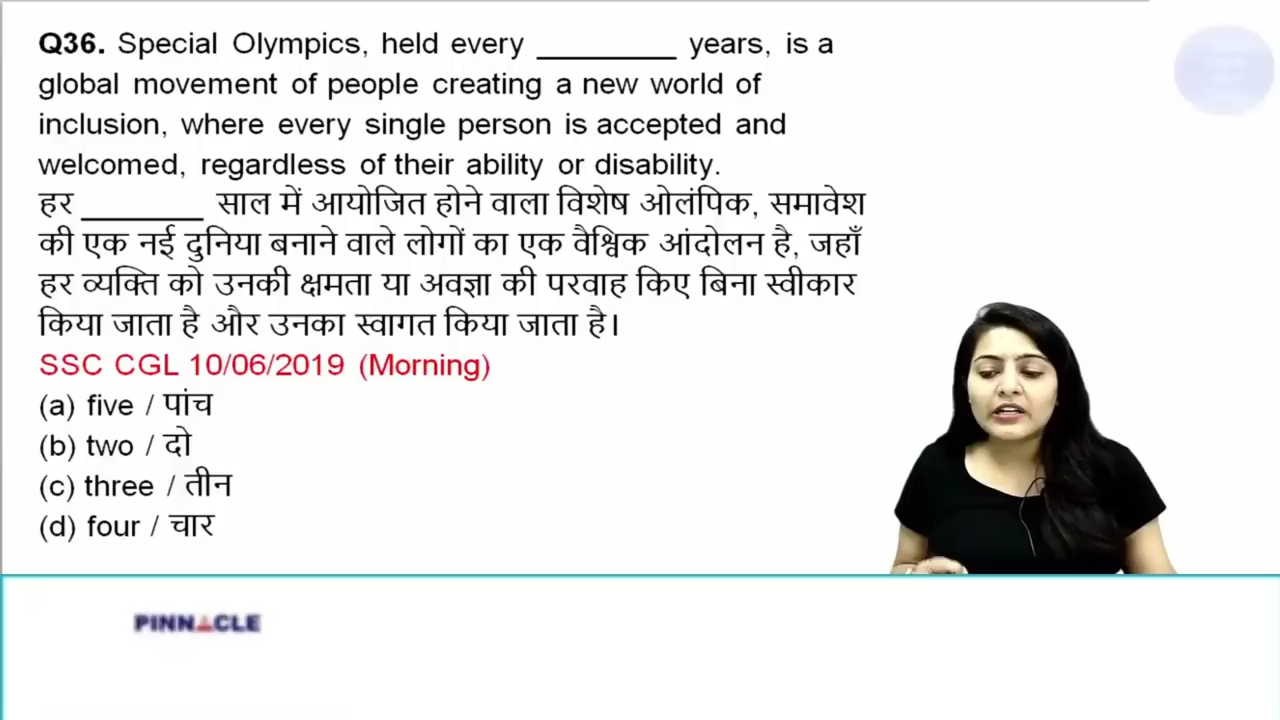 Q36. Special Olympics, held every _________ years, is a
global movement of people creating a new world of
inclusion, where every single person is accepted and
welcomed, regardless of their ability or disability.
हर ________ साल में आयोजित होने वाला विशेष ओलंपिक, समावेश
की एक नई दुनिया बनाने वाले लोगों का एक वैश्विक आंदोलन है, जहाँ
हर व्यक्ति को उनकी क्षमता या अवज्ञा की परवाह किए बिना स्वीकार
किया जाता है और उनका स्वागत किया जाता है।
SSC CGL 10/06/2019 (Morning)
(a) five / पांच
(b) two / दो
(c) three / तीन
(d) four / चार
PINNACLE